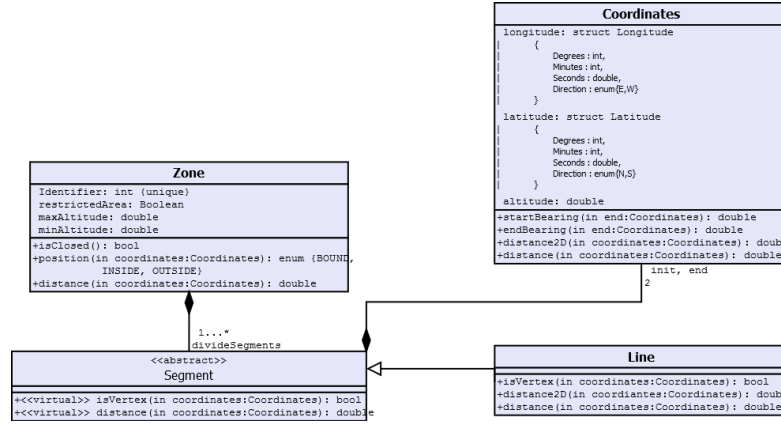 Coordinates
longitude: struct Longitude
{
Degrees : int,
Minutes : int,
Seconds : double,
Direction : enum{E,W}
}
latitude: struct Latitude
{
Degrees : int,
Minutes : int,
Seconds : double,
Direction : enum{N,S}
}
altitude: double
+startBearing(in end:Coordinates): double
+endBearing(in end:Coordinates): double
+distance2D(in coordinates:Coordinates): doub
+distance(in coordinates:Coordinates): double
init, end
2
Zone
Identifier: int {unique}
restrictedArea: Boolean
maxAltitude: double
minAltitude: double
+isClosed(): bool
+position(in coordinates:Coordinates): enum {BOUND,
INSIDE, OUTSIDE}
+distance(in coordinates:Coordinates): double
1...*
divideSegments
<<abstract>>
Segment
+<<virtual>> isVertex(in coordinates:Coordinates): bool
+<<virtual>> distance(in coordinates:Coordinates): double
Line
+isVertex(in coordinates:Coordinates): bool
+distance2D(in coordiantes:Coordinates): doub
+distance(in coordinates:Coordinates): double